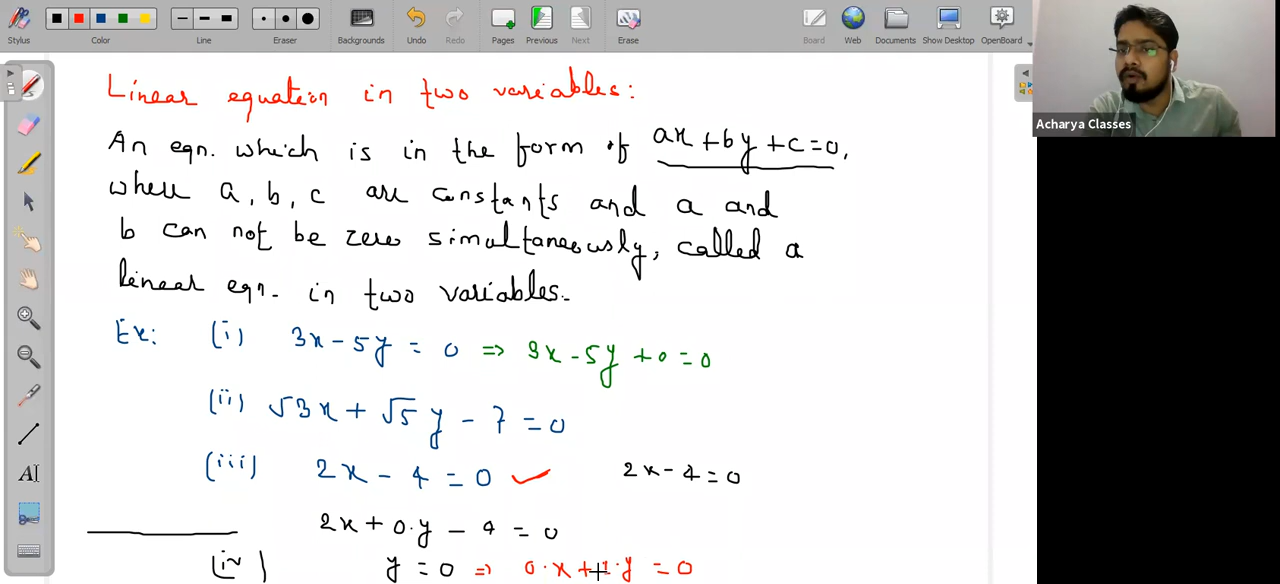 Stylus Color Line Eraser Backgrounds Undo Redo Pages Previous Next Erase Board Web Documents Show Desktop OpenBoard
Acharya Classes
Linear equation in two variables:
An eqn. which is in the form of ax+by+c=0,
where a, b, c are constants and a and
b can not be zero simultaneously, called a
linear eqn. in two variables.
Ex: (i) 3x-5y = 0 ⇒ 3x-5y+0=0
(ii) √3x + √5y - 7 = 0
(iii) 2x - 4 = 0 ✓ 2x-4=0
2x + 0.y - 4 = 0
(iv) y = 0 ⇒ 0.x+1.y = 0